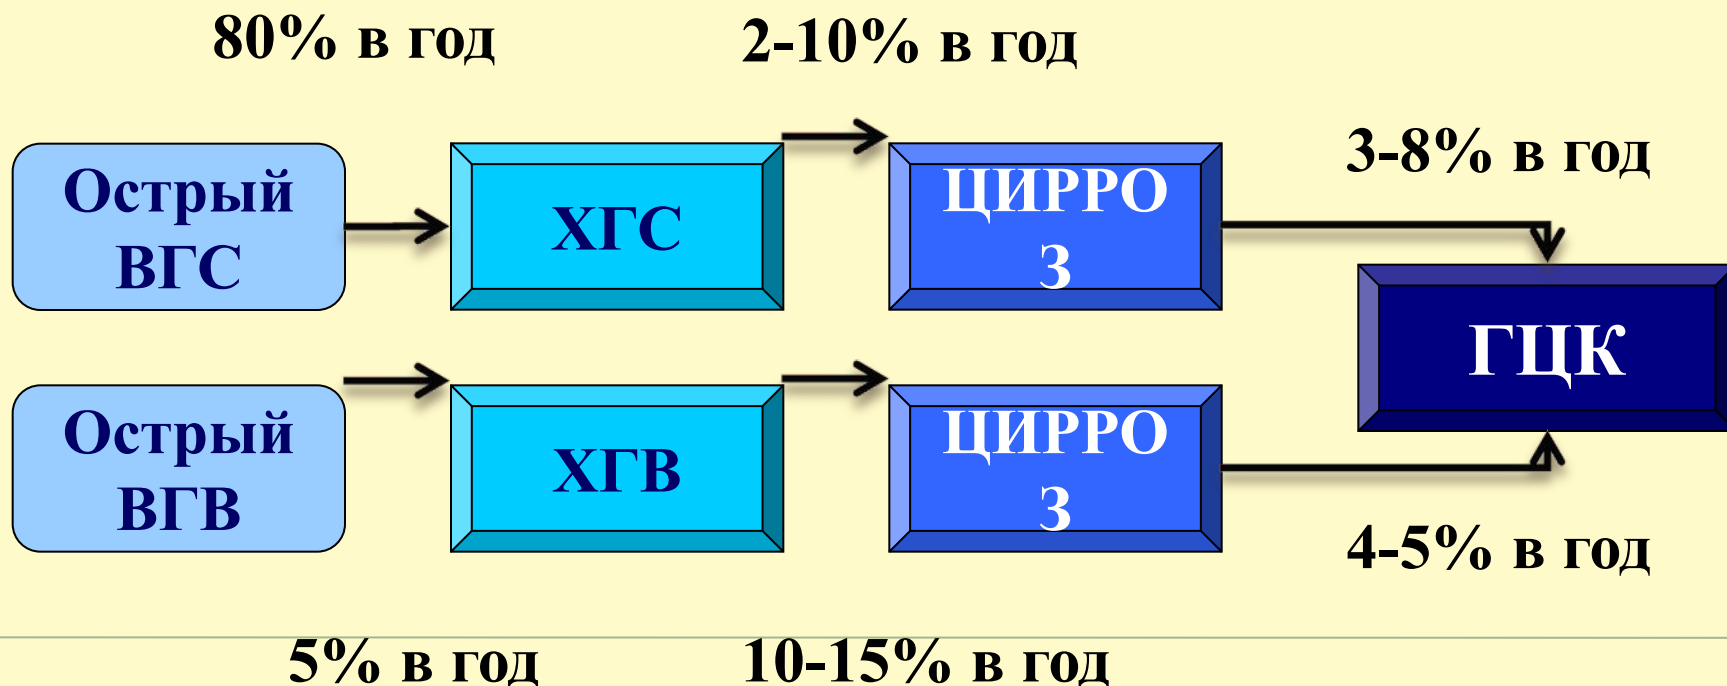 80% в год
2-10% в год
3-8% в год
Острый
ВГС
ХГС
ЦИРРО
З
ГЦК
Острый
ВГВ
ХГВ
ЦИРРО
З
4-5% в год
5% в год
10-15% в год